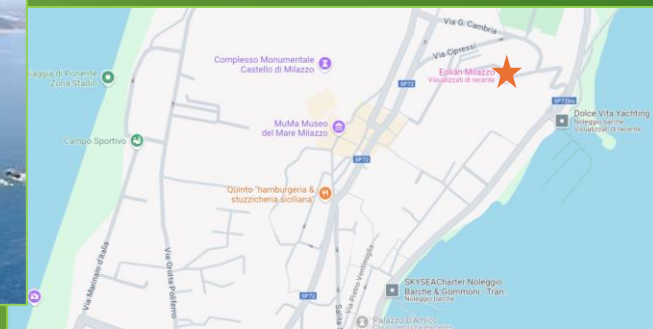 Via G. Cambria
Via Cipressi
Complesso Monumentale
Castello di Milazzo
Eolian Milazzo
Visualizzati di recente
iaggia di Ponente
Zona Stadio
SP72
SP72bis
Dolce Vita Yachting
Noleggio barche
Visualizzati di recente
MuMa Museo
del Mare Milazzo
Campo Sportivo
SP72
Quinto "hamburgeria &
stuzzicheria siciliana"
Via Marinaio d'Italia
Via Grotta Polifemo
Via Pietro Ventimiglia
SKYSEACharter Noleggio
Barche & Gommoni - Tran...
Noleggio barche
SP72
Palazzo D'Amico